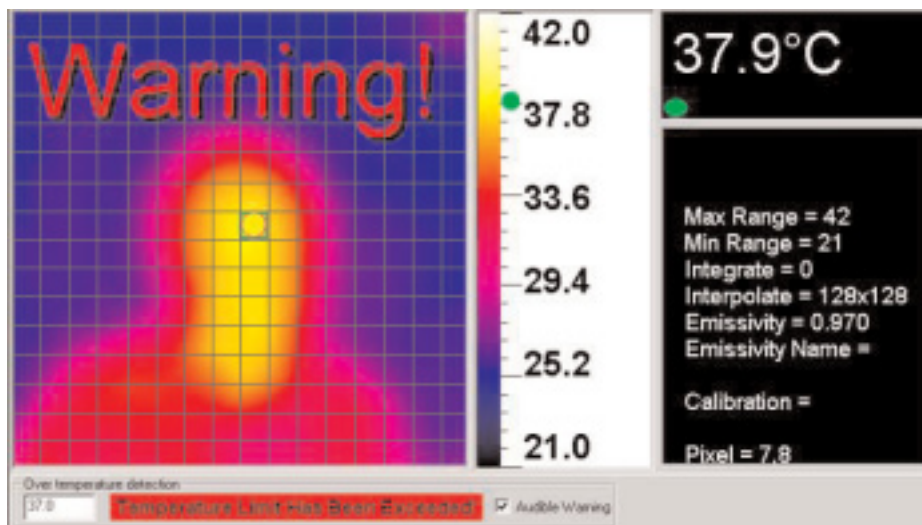 Warning!
42.0
37.8
33.6
29.4
25.2
21.0
37.9°C
Max Range = 42
Min Range = 21
Integrate = 0
Interpolate = 128x128
Emissivity = 0.970
Emissivity Name =
Calibration =
Pixel = 7.8
Over temperature detection
37.0
Temperature Limit Has Been Exceeded
Audible Warning